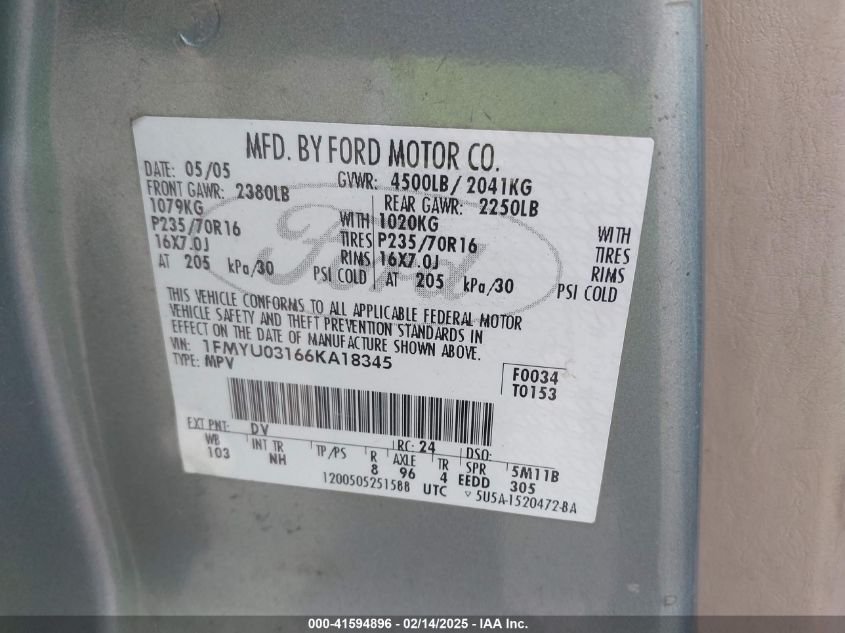 MFD. BY FORD MOTOR CO.
DATE: 05/05 GVWR: 4500LB/ 2041KG
FRONT GAWR: 2380LB REAR GAWR: 2250LB
1079KG WITH 1020KG WITH
P235/70R16 TIRES P235/70R16 TIRES
16X7.0J RIMS 16X7.0J RIMS
AT 205 kPa/30 PSI COLD AT 205 kPa/30 PSI COLD
Ford
THIS VEHICLE CONFORMS TO ALL APPLICABLE FEDERAL MOTOR
VEHICLE SAFETY AND THEFT PREVENTION STANDARDS IN
EFFECT ON THE DATE OF MANUFACTURE SHOWN ABOVE.
VIN: 1FMYU03166KA18345
TYPE: MPV
F0034
T0153
EXT PNT: DV RC: 24 DSO:
WB INT TR TP/PS R AXLE TR SPR 5M11B
103 NH 8 96 4 EEDD 305
12005052515BB UTC 5U5A-1520472-BA
000-41594896 - 02/14/2025 - IAA Inc.